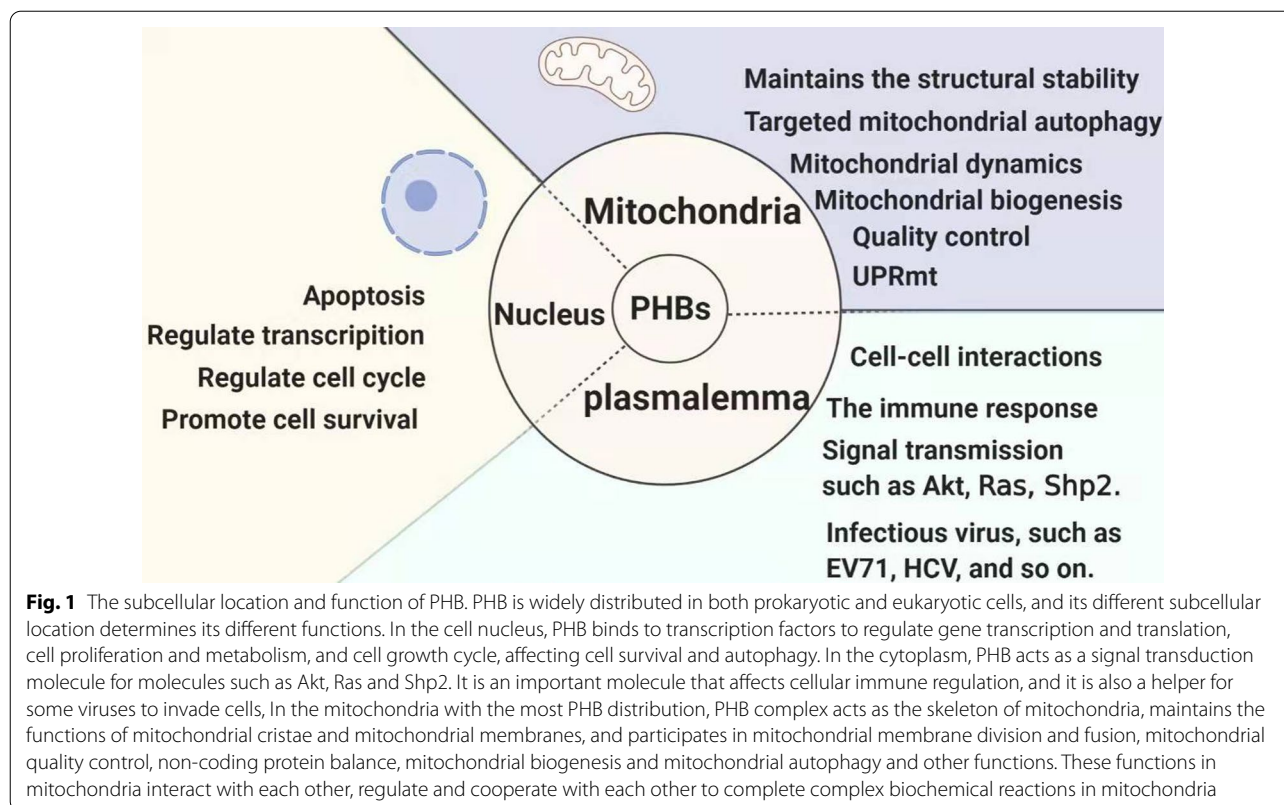 Maintains the structural stability
Targeted mitochondrial autophagy
Mitochondrial dynamics
Mitochondrial biogenesis
Quality control
UPRmt
Mitochondria
Nucleus
PHBs
plasmalemma
Apoptosis
Regulate transcripition
Regulate cell cycle
Promote cell survival
Cell-cell interactions
The immune response
Signal transmission
such as Akt, Ras, Shp2.
Infectious virus, such as
EV71, HCV, and so on.
Fig. 1 The subcellular location and function of PHB. PHB is widely distributed in both prokaryotic and eukaryotic cells, and its different subcellular
location determines its different functions. In the cell nucleus, PHB binds to transcription factors to regulate gene transcription and translation,
cell proliferation and metabolism, and cell growth cycle, affecting cell survival and autophagy. In the cytoplasm, PHB acts as a signal transduction
molecule for molecules such as Akt, Ras and Shp2. It is an important molecule that affects cellular immune regulation, and it is also a helper for
some viruses to invade cells, In the mitochondria with the most PHB distribution, PHB complex acts as the skeleton of mitochondria, maintains the
functions of mitochondrial cristae and mitochondrial membranes, and participates in mitochondrial membrane division and fusion, mitochondrial
quality control, non-coding protein balance, mitochondrial biogenesis and mitochondrial autophagy and other functions. These functions in
mitochondria interact with each other, regulate and cooperate with each other to complete complex biochemical reactions in mitochondria